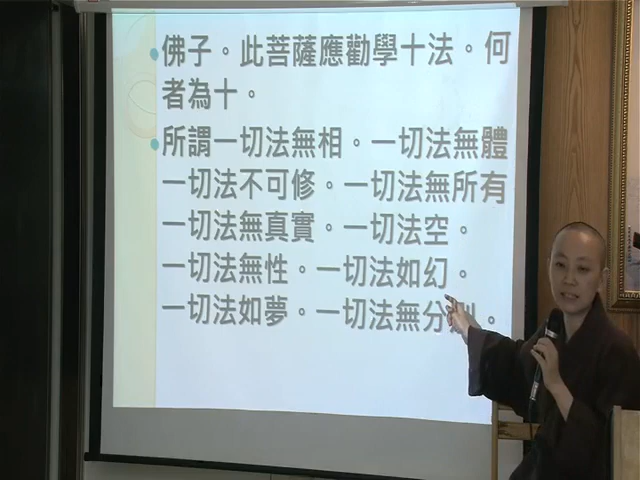 佛子。此菩薩應勸學十法。何
者為十。
所謂一切法無相。一切法無體
一切法不可修。一切法無所有
一切法無真實。一切法空。
一切法無性。一切法如幻。
一切法如夢。一切法無分別。